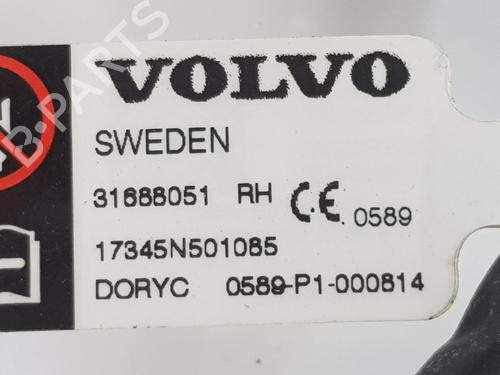 VOLVO
SWEDEN
31688051 RH CE 0589
17345N501085
DORYC 0589-P1-000814
B-PARTS